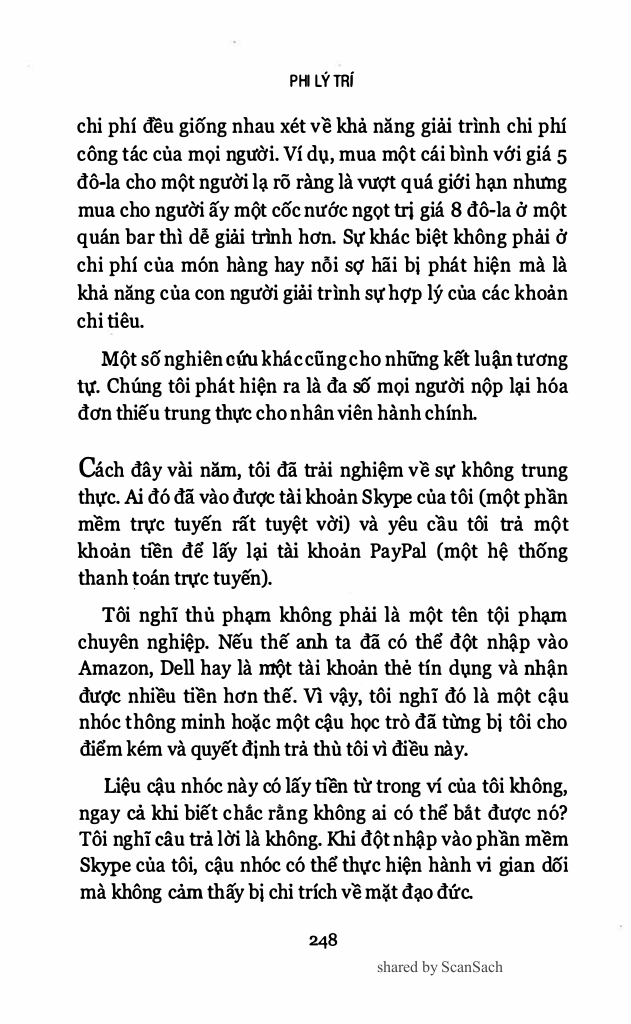 PHI LÝ TRÍ
chi phí đều giống nhau xét về khả năng giải trình chi phí
công tác của mọi người. Ví dụ, mua một cái bình với giá 5
đô-la cho một người lạ rõ ràng là vượt quá giới hạn nhưng
mua cho người ấy một cốc nước ngọt trị giá 8 đô-la ở một
quán bar thì dễ giải trình hơn. Sự khác biệt không phải ở
chi phí của món hàng hay nỗi sợ hãi bị phát hiện mà là
khả năng của con người giải trình sự hợp lý của các khoản
chi tiêu.
Một số nghiên cứu khác cũng cho những kết luận tương
tự. Chúng tôi phát hiện ra là đa số mọi người nộp lại hóa
đơn thiếu trung thực cho nhân viên hành chính.
Cách đây vài năm, tôi đã trải nghiệm về sự không trung
thực. Ai đó đã vào được tài khoản Skype của tôi (một phần
mềm trực tuyến rất tuyệt vời) và yêu cầu tôi trả một
khoản tiền để lấy lại tài khoản PayPal (một hệ thống
thanh toán trực tuyến).
Tôi nghĩ thủ phạm không phải là một tên tội phạm
chuyên nghiệp. Nếu thế anh ta đã có thể đột nhập vào
Amazon, Dell hay là một tài khoản thẻ tín dụng và nhận
được nhiều tiền hơn thế. Vì vậy, tôi nghĩ đó là một cậu
nhóc thông minh hoặc một cậu học trò đã từng bị tôi cho
điểm kém và quyết định trả thù tôi vì điều này.
Liệu cậu nhóc này có lấy tiền từ trong ví của tôi không,
ngay cả khi biết chắc rằng không ai có thể bắt được nó?
Tôi nghĩ câu trả lời là không. Khi đột nhập vào phần mềm
Skype của tôi, cậu nhóc có thể thực hiện hành vi gian dối
mà không cảm thấy bị chi trích về mặt đạo đức.
248
shared by ScanSach